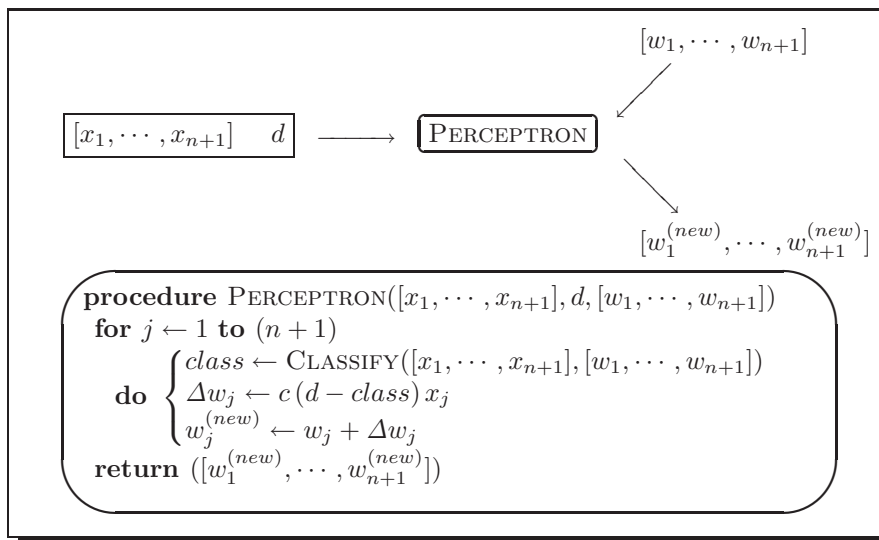 [w₁, ⋯ , wₙ₊₁]
[x₁, ⋯ , xₙ₊₁] d → PERCEPTRON
[w₁⁽ⁿᵉʷ⁾, ⋯ , wₙ₊₁⁽ⁿᵉʷ⁾]
procedure PERCEPTRON([x₁, ⋯ , xₙ₊₁], d, [w₁, ⋯ , wₙ₊₁])
for j ← 1 to (n + 1)
class ← CLASSIFY([x₁, ⋯ , xₙ₊₁], [w₁, ⋯ , wₙ₊₁])
do { Δwⱼ ← c (d − class) xⱼ
wⱼ⁽ⁿᵉʷ⁾ ← wⱼ + Δwⱼ
return ([w₁⁽ⁿᵉʷ⁾, ⋯ , wₙ₊₁⁽ⁿᵉʷ⁾])